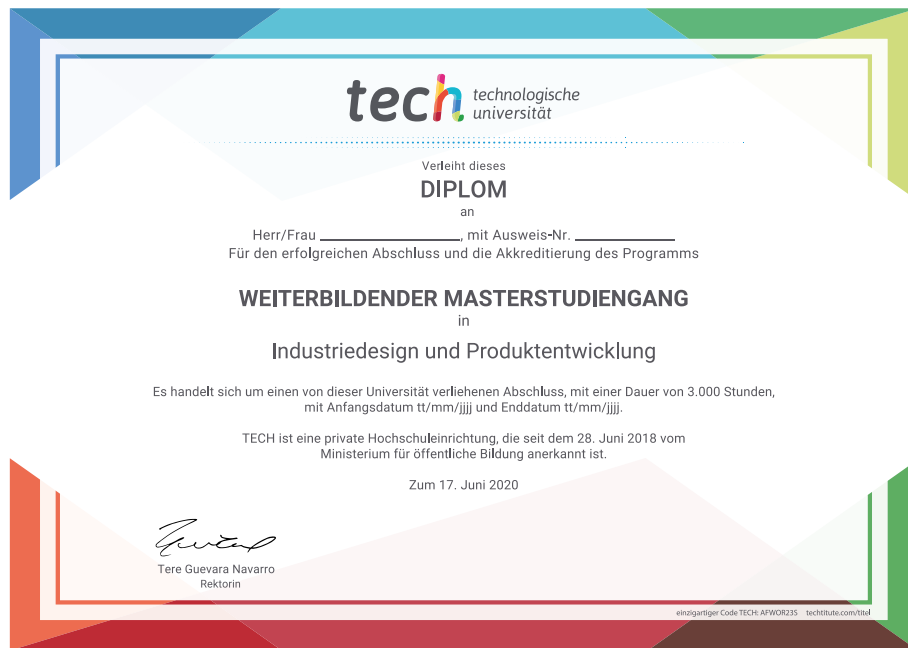 tech technologische
universität
Verleiht dieses
DIPLOM
an
Herr/Frau ____________________, mit Ausweis-Nr. ______________
Für den erfolgreichen Abschluss und die Akkreditierung des Programms
WEITERBILDENDER MASTERSTUDIENGANG
in
Industriedesign und Produktentwicklung
Es handelt sich um einen von dieser Universität verliehenen Abschluss, mit einer Dauer von 3.000 Stunden,
mit Anfangsdatum tt/mm/jjjj und Enddatum tt/mm/jjjj.
TECH ist eine private Hochschuleinrichtung, die seit dem 28. Juni 2018 vom
Ministerium für öffentliche Bildung anerkannt ist.
Zum 17. Juni 2020
Tere Guevara Navarro
Rektorin
einzigartiger Code TECH: AFWOR23S techtitute.com/titel